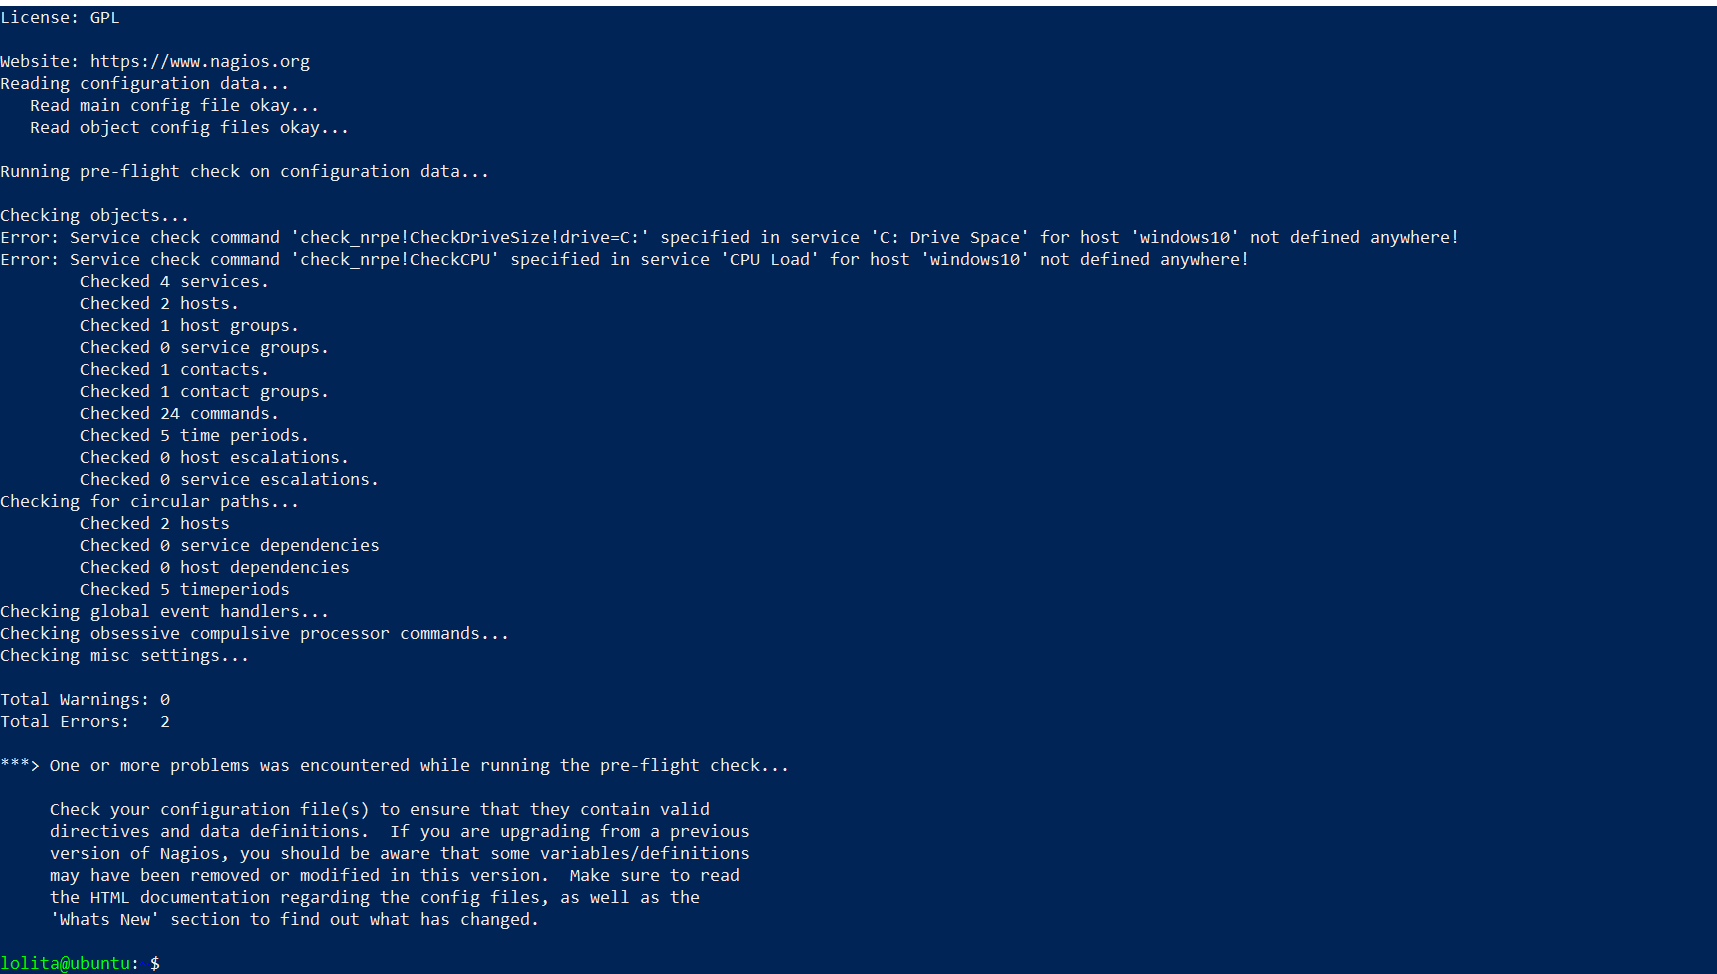 License: GPL
Website: https://www.nagios.org
Reading configuration data...
Read main config file okay...
Read object config files okay...
Running pre-flight check on configuration data...
Checking objects...
Error: Service check command 'check_nrpe!CheckDriveSize!drive=C:' specified in service 'C: Drive Space' for host 'windows10' not defined anywhere!
Error: Service check command 'check_nrpe!CheckCPU' specified in service 'CPU Load' for host 'windows10' not defined anywhere!
Checked 4 services.
Checked 2 hosts.
Checked 1 host groups.
Checked 0 service groups.
Checked 1 contacts.
Checked 1 contact groups.
Checked 24 commands.
Checked 5 time periods.
Checked 0 host escalations.
Checked 0 service escalations.
Checking for circular paths...
Checked 2 hosts
Checked 0 service dependencies
Checked 0 host dependencies
Checked 5 timeperiods
Checking global event handlers...
Checking obsessive compulsive processor commands...
Checking misc settings...
Total Warnings: 0
Total Errors:   2
***> One or more problems was encountered while running the pre-flight check...
Check your configuration file(s) to ensure that they contain valid
directives and data definitions.  If you are upgrading from a previous
version of Nagios, you should be aware that some variables/definitions
may have been removed or modified in this version.  Make sure to read
the HTML documentation regarding the config files, as well as the
'Whats New' section to find out what has changed.
lolita@ubuntu: $